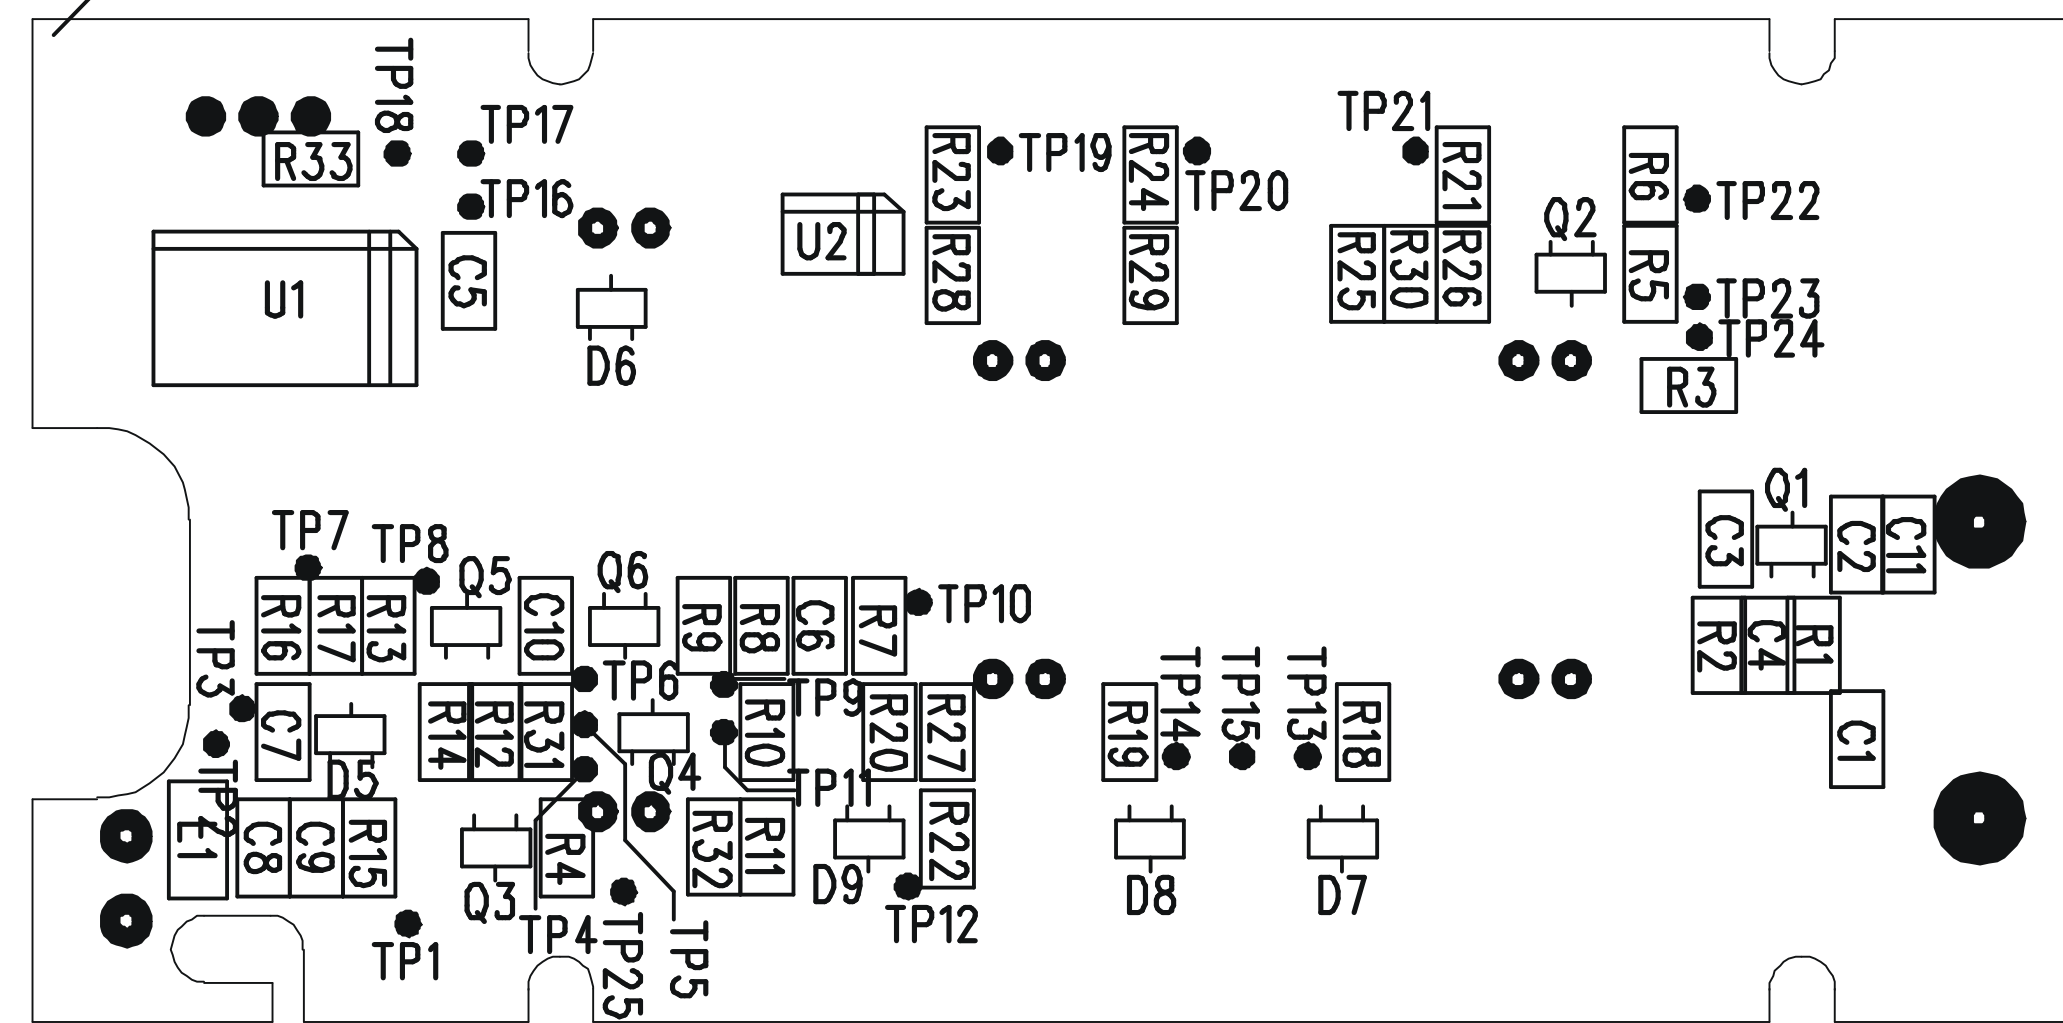 TP18
TP17
TP21
R33
R23
TP19
R24
TP20
R21
R6
TP22
TP16
Q2
U2
C5
R28
R29
R25
R30
R26
R5
TP23
U1
TP24
D6
R3
Q1
TP7
TP8
C3
C2
C11
Q5
Q6
R16
R17
R13
C10
R9
R8
C6
R7
TP10
R2
C4
R1
TP3
TP6
TP9
TP14
TP15
TP13
C7
R14
R12
R31
R10
R20
R27
R19
R18
C1
D5
Q4
TP2
TP11
E1
C8
C9
R15
R4
R32
R11
R22
Q3
D9
D8
D7
TP1
TP4
TP25
TP5
TP12